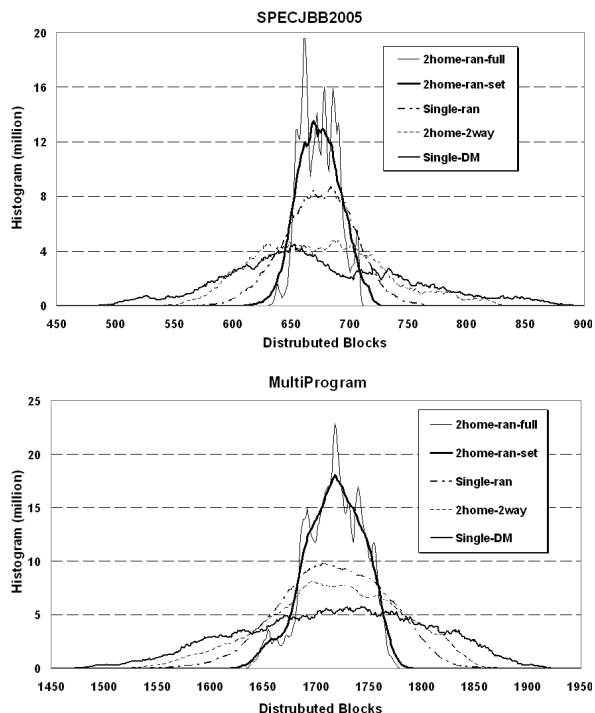 SPECJBB2005
20
16
12
8
4
0
Histogram (million)
2home-ran-full
2home-ran-set
Single-ran
2home-2way
Single-DM
450 500 550 600 650 700 750 800 850 900
Distrubuted Blocks
MultiProgram
25
20
15
10
5
0
Histogram (million)
2home-ran-full
2home-ran-set
Single-ran
2home-2way
Single-DM
1450 1500 1550 1600 1650 1700 1750 1800 1850 1900 1950
Distrubuted Blocks